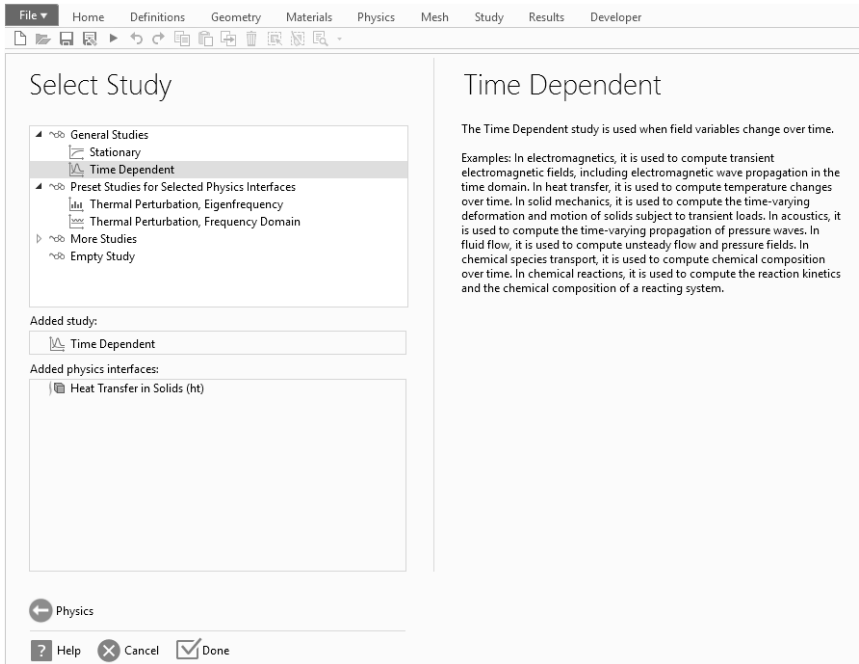 File ▾ Home Definitions Geometry Materials Physics Mesh Study Results Developer
Select Study
General Studies
Stationary
Time Dependent
Preset Studies for Selected Physics Interfaces
Thermal Perturbation, Eigenfrequency
Thermal Perturbation, Frequency Domain
More Studies
Empty Study
Added study:
Time Dependent
Added physics interfaces:
Heat Transfer in Solids (ht)
Physics
? Help Cancel Done
Time Dependent
The Time Dependent study is used when field variables change over time.
Examples: In electromagnetics, it is used to compute transient
electromagnetic fields, including electromagnetic wave propagation in the
time domain. In heat transfer, it is used to compute temperature changes
over time. In solid mechanics, it is used to compute the time-varying
deformation and motion of solids subject to transient loads. In acoustics, it
is used to compute the time-varying propagation of pressure waves. In
fluid flow, it is used to compute unsteady flow and pressure fields. In
chemical species transport, it is used to compute chemical composition
over time. In chemical reactions, it is used to compute the reaction kinetics
and the chemical composition of a reacting system.